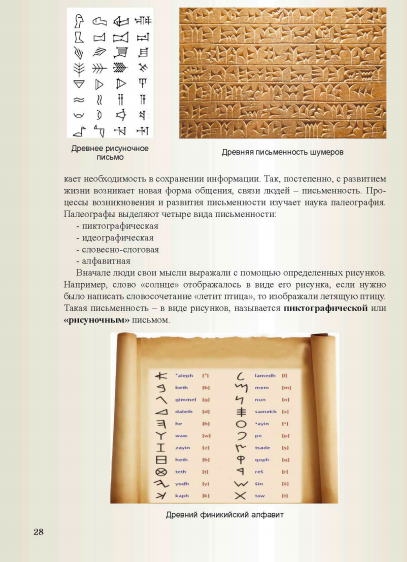 Древнее рисуночное
письмо
Древняя письменность шумеров
кает необходимость в сохранении информации. Так, постепенно, с развитием
жизни возникает новая форма общения, связи людей – письменность. Про-
цессы возникновения и развития письменности изучает наука палеография.
Палеографы выделяют четыре вида письменности:
- пиктографическая
- идеографическая
- словесно-слоговая
- алфавитная
Вначале люди свои мысли выражали с помощью определенных рисунков.
Например, слово «солнце» отображалось в виде его рисунка, если нужно
было написать словосочетание «летит птица», то изображали летящую птицу.
Такая письменность – в виде рисунков, называется пиктографической или
«рисуночным» письмом.
'aleph [']
beth [b]
gimmel [g]
daleth [d]
he [h]
waw [w]
zayin [z]
heth [h]
teth [t]
yodh [y]
kaph [k]
lamedh [l]
mem [m]
nun [n]
samekh [s]
'ayin [']
pe [p]
tsade [s]
qoph [q]
reš [r]
šin [š]
taw [t]
Древний финикийский алфавит
28